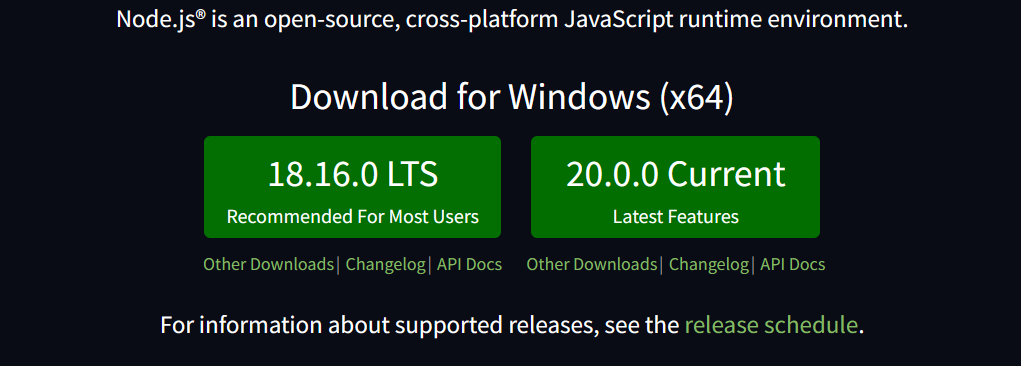 Node.js® is an open-source, cross-platform JavaScript runtime environment.
Download for Windows (x64)
18.16.0 LTS
Recommended For Most Users
20.0.0 Current
Latest Features
Other Downloads| Changelog| API Docs
Other Downloads| Changelog| API Docs
For information about supported releases, see the release schedule.